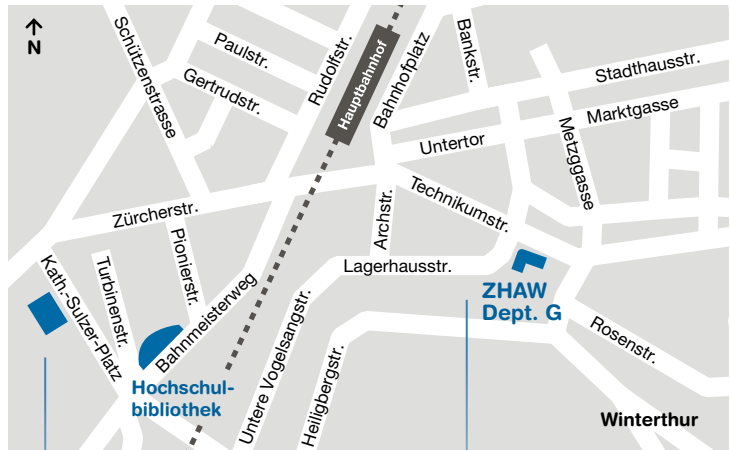 N
Schützenstrasse
Paulstr.
Gertrudstr.
Rudolfstr.
Hauptbahnhof
Bahnhofplatz
Bankstr.
Stadthausstr.
Marktgasse
Metzggasse
Untertor
Technikumstr.
Zürcherstr.
Archstr.
Pionierstr.
Lagerhausstr.
Kath.-Sulzer-Platz
Turbinenstr.
Bahnmeisterweg
ZHAW
Dept. G
Rosenstr.
Untere Vogelsangstr.
Heiligbergstr.
Hochschul-
bibliothek
Winterthur